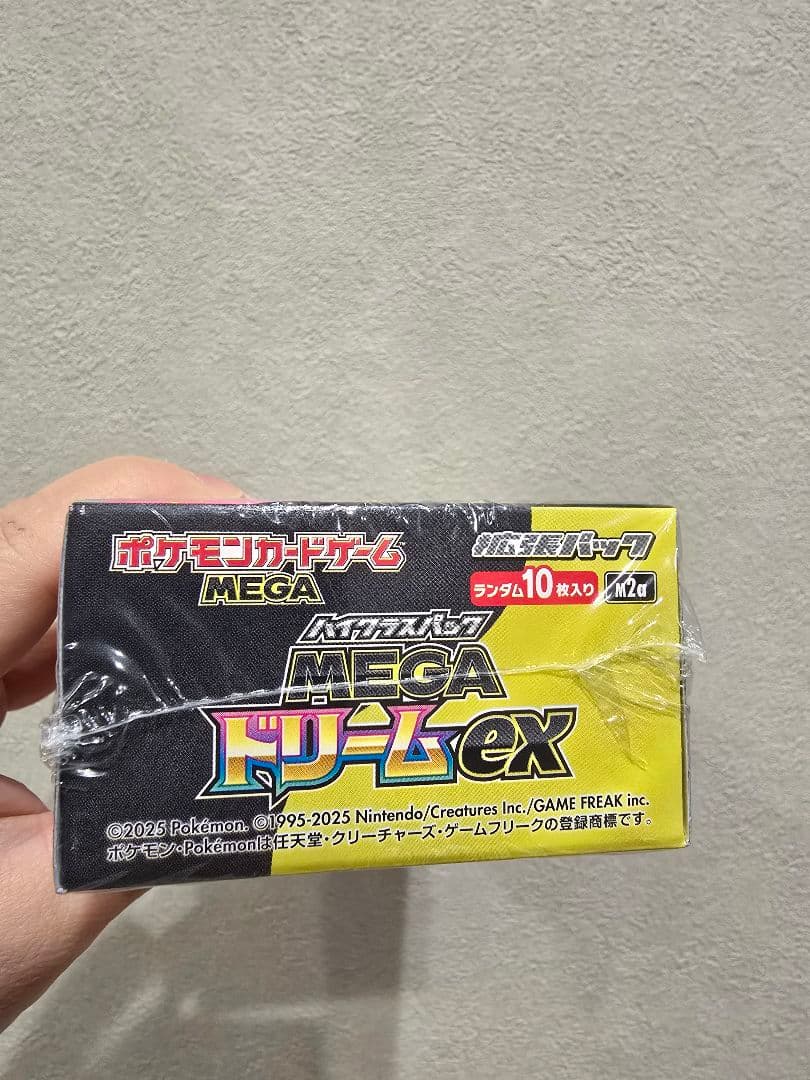 ポケモンカードゲーム
MEGA
拡張パック
ランダム10枚入り M2a
ハイクラスパック
MEGA
ドリームex
©2025 Pokémon. ©1995-2025 Nintendo/Creatures Inc./GAME FREAK inc.
ポケモン・Pokémonは任天堂・クリーチャーズ・ゲームフリークの登録商標です。